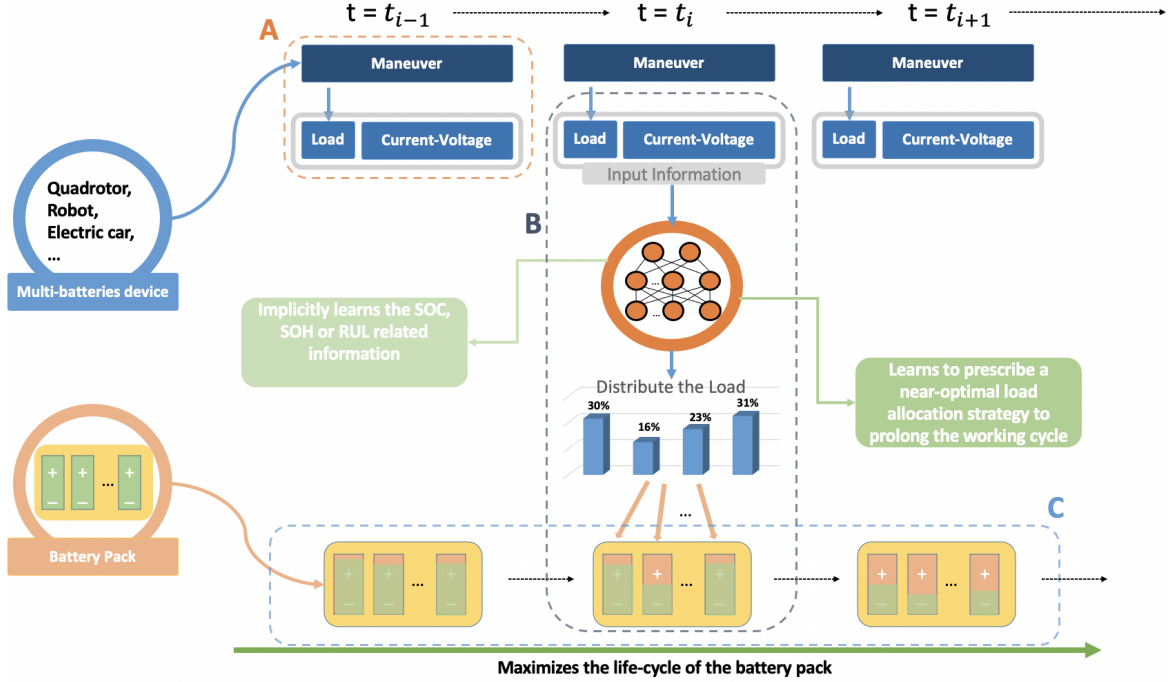 t = t_{i−1}
t = t_i
t = t_{i+1}
A
Maneuver
Maneuver
Maneuver
Load
Current-Voltage
Load
Current-Voltage
Load
Current-Voltage
Input Information
Quadrotor,
Robot,
Electric car,
...
Multi-batteries device
B
...
...
Implicitly learns the SOC,
SOH or RUL related
information
Learns to prescribe a
near-optimal load
allocation strategy to
prolong the working cycle
Distribute the Load
30%
16%
23%
31%
...
+ + ... +
− − −
Battery Pack
C
+ + ... +
− − −
+ + ... +
− − −
+ + ... +
− − −
Maximizes the life-cycle of the battery pack